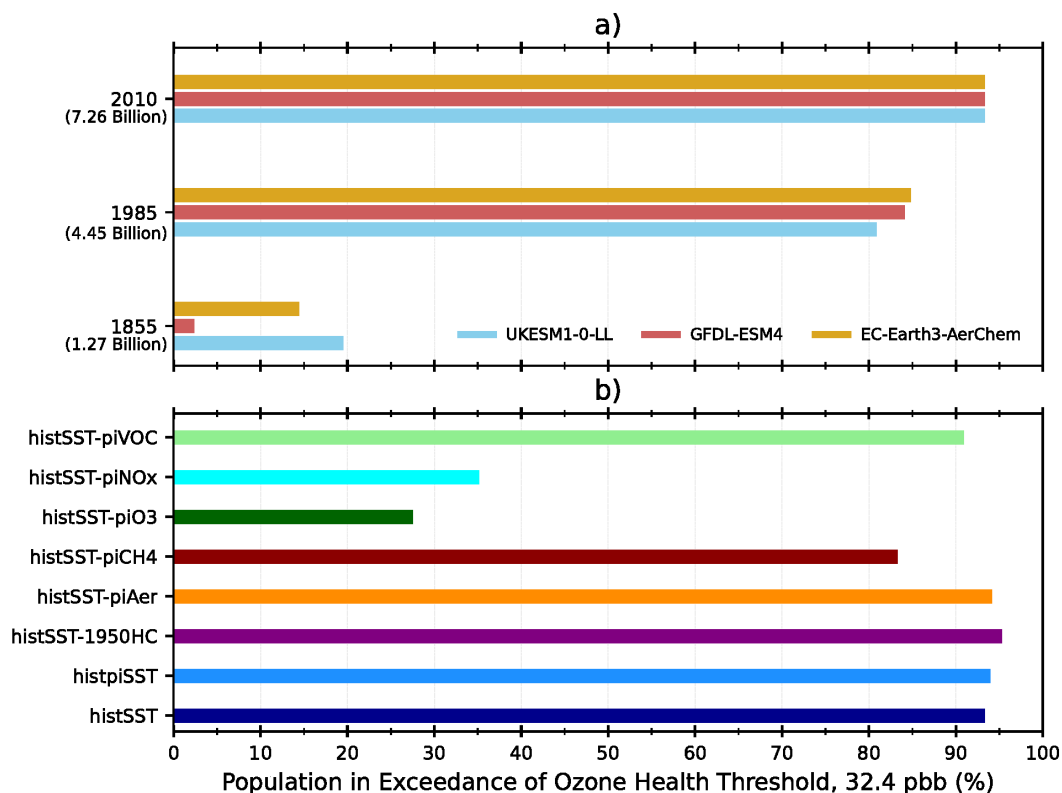 a)
2010
(7.26 Billion)
1985
(4.45 Billion)
1855
(1.27 Billion)
UKESM1-0-LL GFDL-ESM4 EC-Earth3-AerChem
b)
histSST-piVOC
histSST-piNOx
histSST-piO3
histSST-piCH4
histSST-piAer
histSST-1950HC
histpiSST
histSST
0 10 20 30 40 50 60 70 80 90 100
Population in Exceedance of Ozone Health Threshold, 32.4 pbb (%)